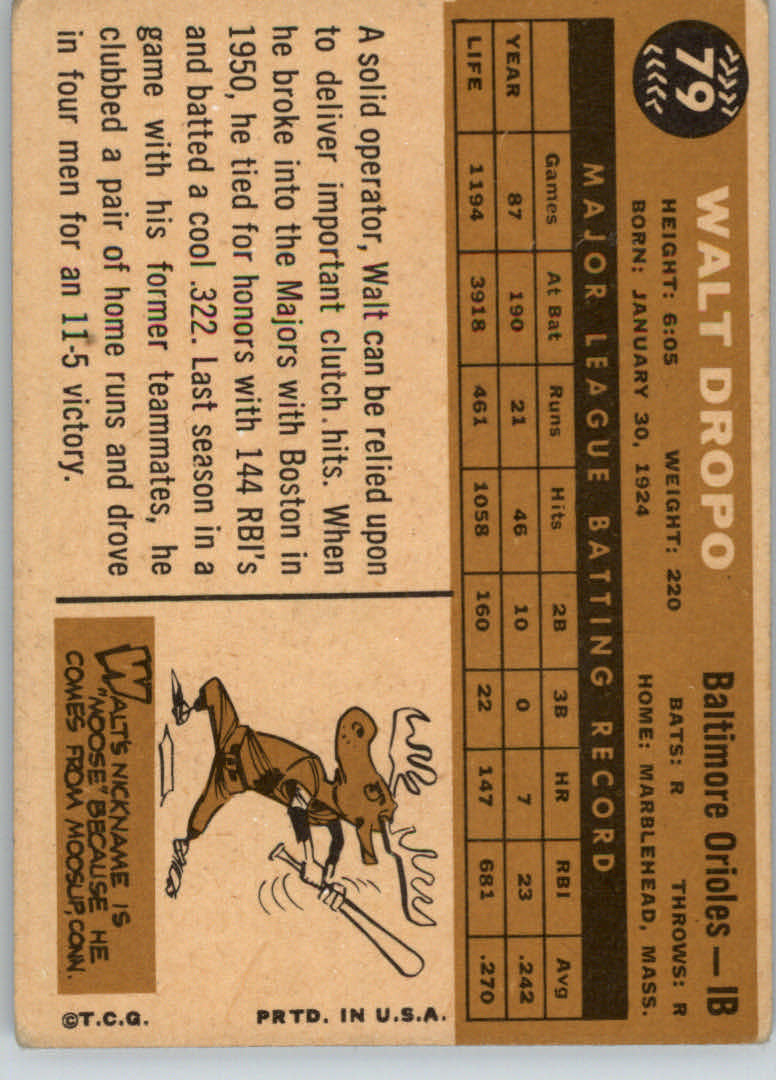 79
WALT DROPO
Baltimore Orioles — 1B
HEIGHT: 6:05 WEIGHT: 220 BATS: R THROWS: R
BORN: JANUARY 30, 1924 HOME: MARBLEHEAD, MASS.
MAJOR LEAGUE BATTING RECORD
Games At Bat Runs Hits 2B 3B HR RBI Avg
YEAR 87 190 21 46 10 0 7 23 .242
LIFE 1194 3918 461 1058 160 22 147 681 .270
A solid operator, Walt can be relied upon
to deliver important clutch hits. When
he broke into the Majors with Boston in
1950, he tied for honors with 144 RBI's
and batted a cool .322. Last season in a
game with his former teammates, he
clubbed a pair of home runs and drove
in four men for an 11-5 victory.
WALT'S NICKNAME IS
"MOOSE" BECAUSE HE
COMES FROM MOOSUP, CONN.
©T.C.G. PRTD. IN U.S.A.